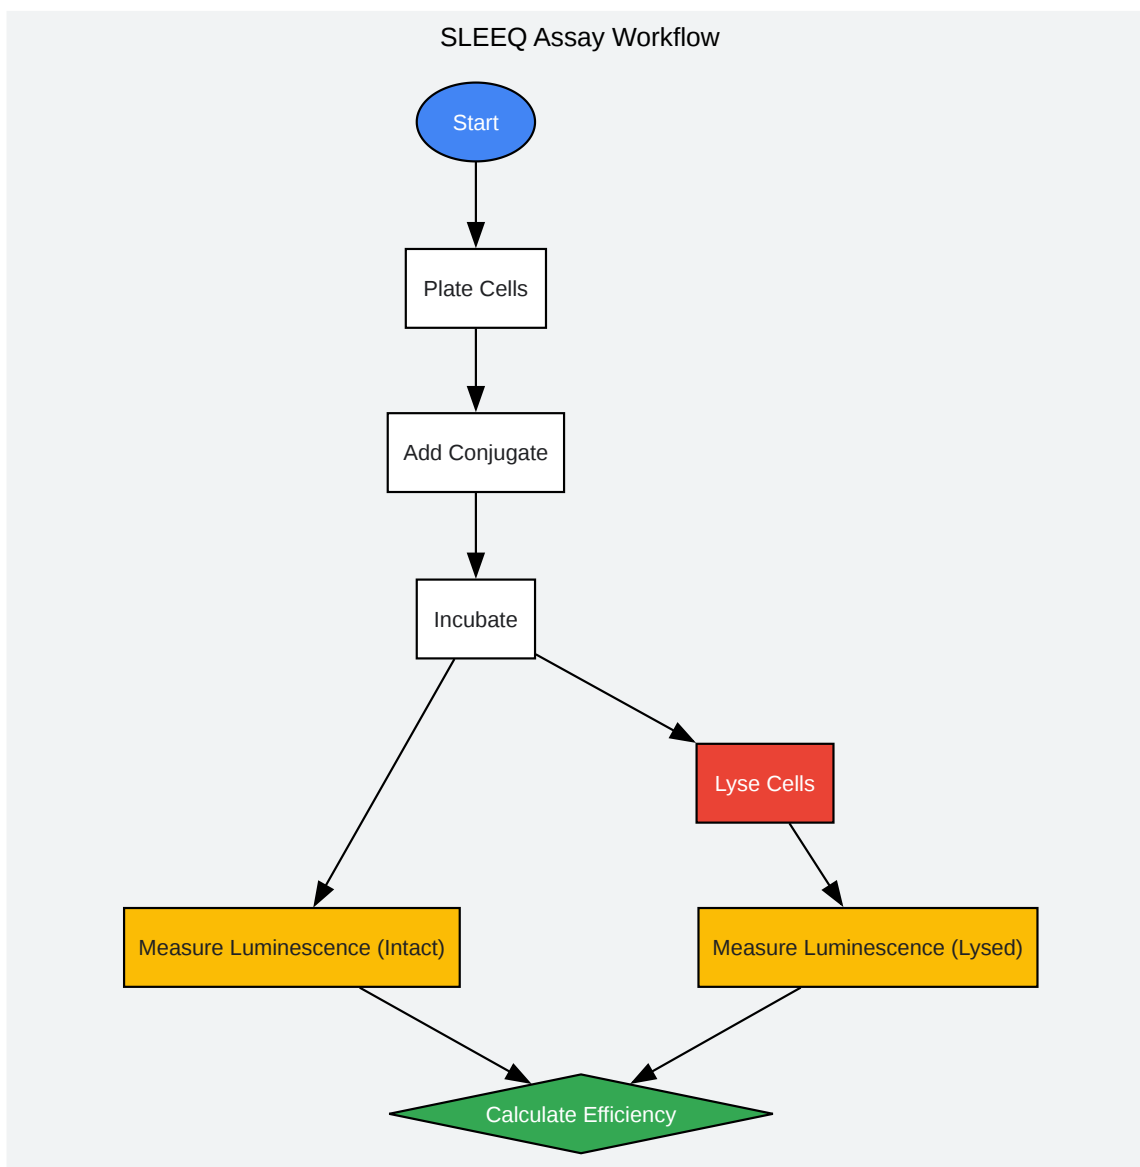 SLEEQ Assay Workflow
Start
Plate Cells
Add Conjugate
Incubate
Lyse Cells
Measure Luminescence (Intact)
Measure Luminescence (Lysed)
Calculate Efficiency